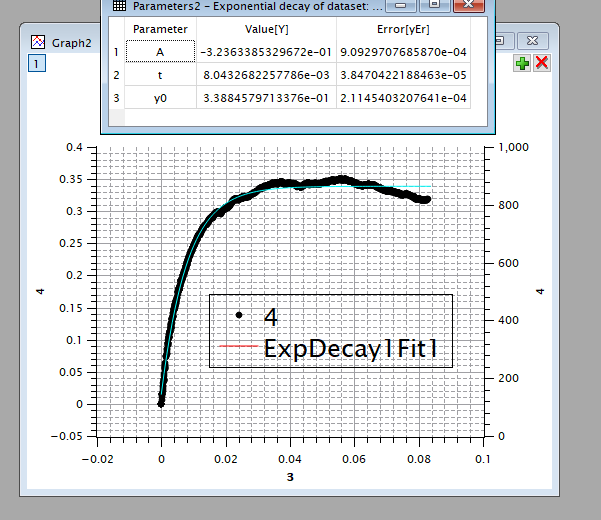 Parameters2 - Exponential decay of dataset: ...
Parameter Value[Y] Error[yEr]
1 A -3.2363385329672e-01 9.0929707685870e-04
2 t 8.0432682257786e-03 3.8470422188463e-05
3 y0 3.3884579713376e-01 2.1145403207641e-04
Graph2
1
0.4
0.35
0.3
0.25
0.2
0.15
0.1
0.05
0
-0.05
4
1,000
800
600
400
200
0
4
4
ExpDecay1Fit1
-0.02 0 0.02 0.04 0.06 0.08 0.1
3